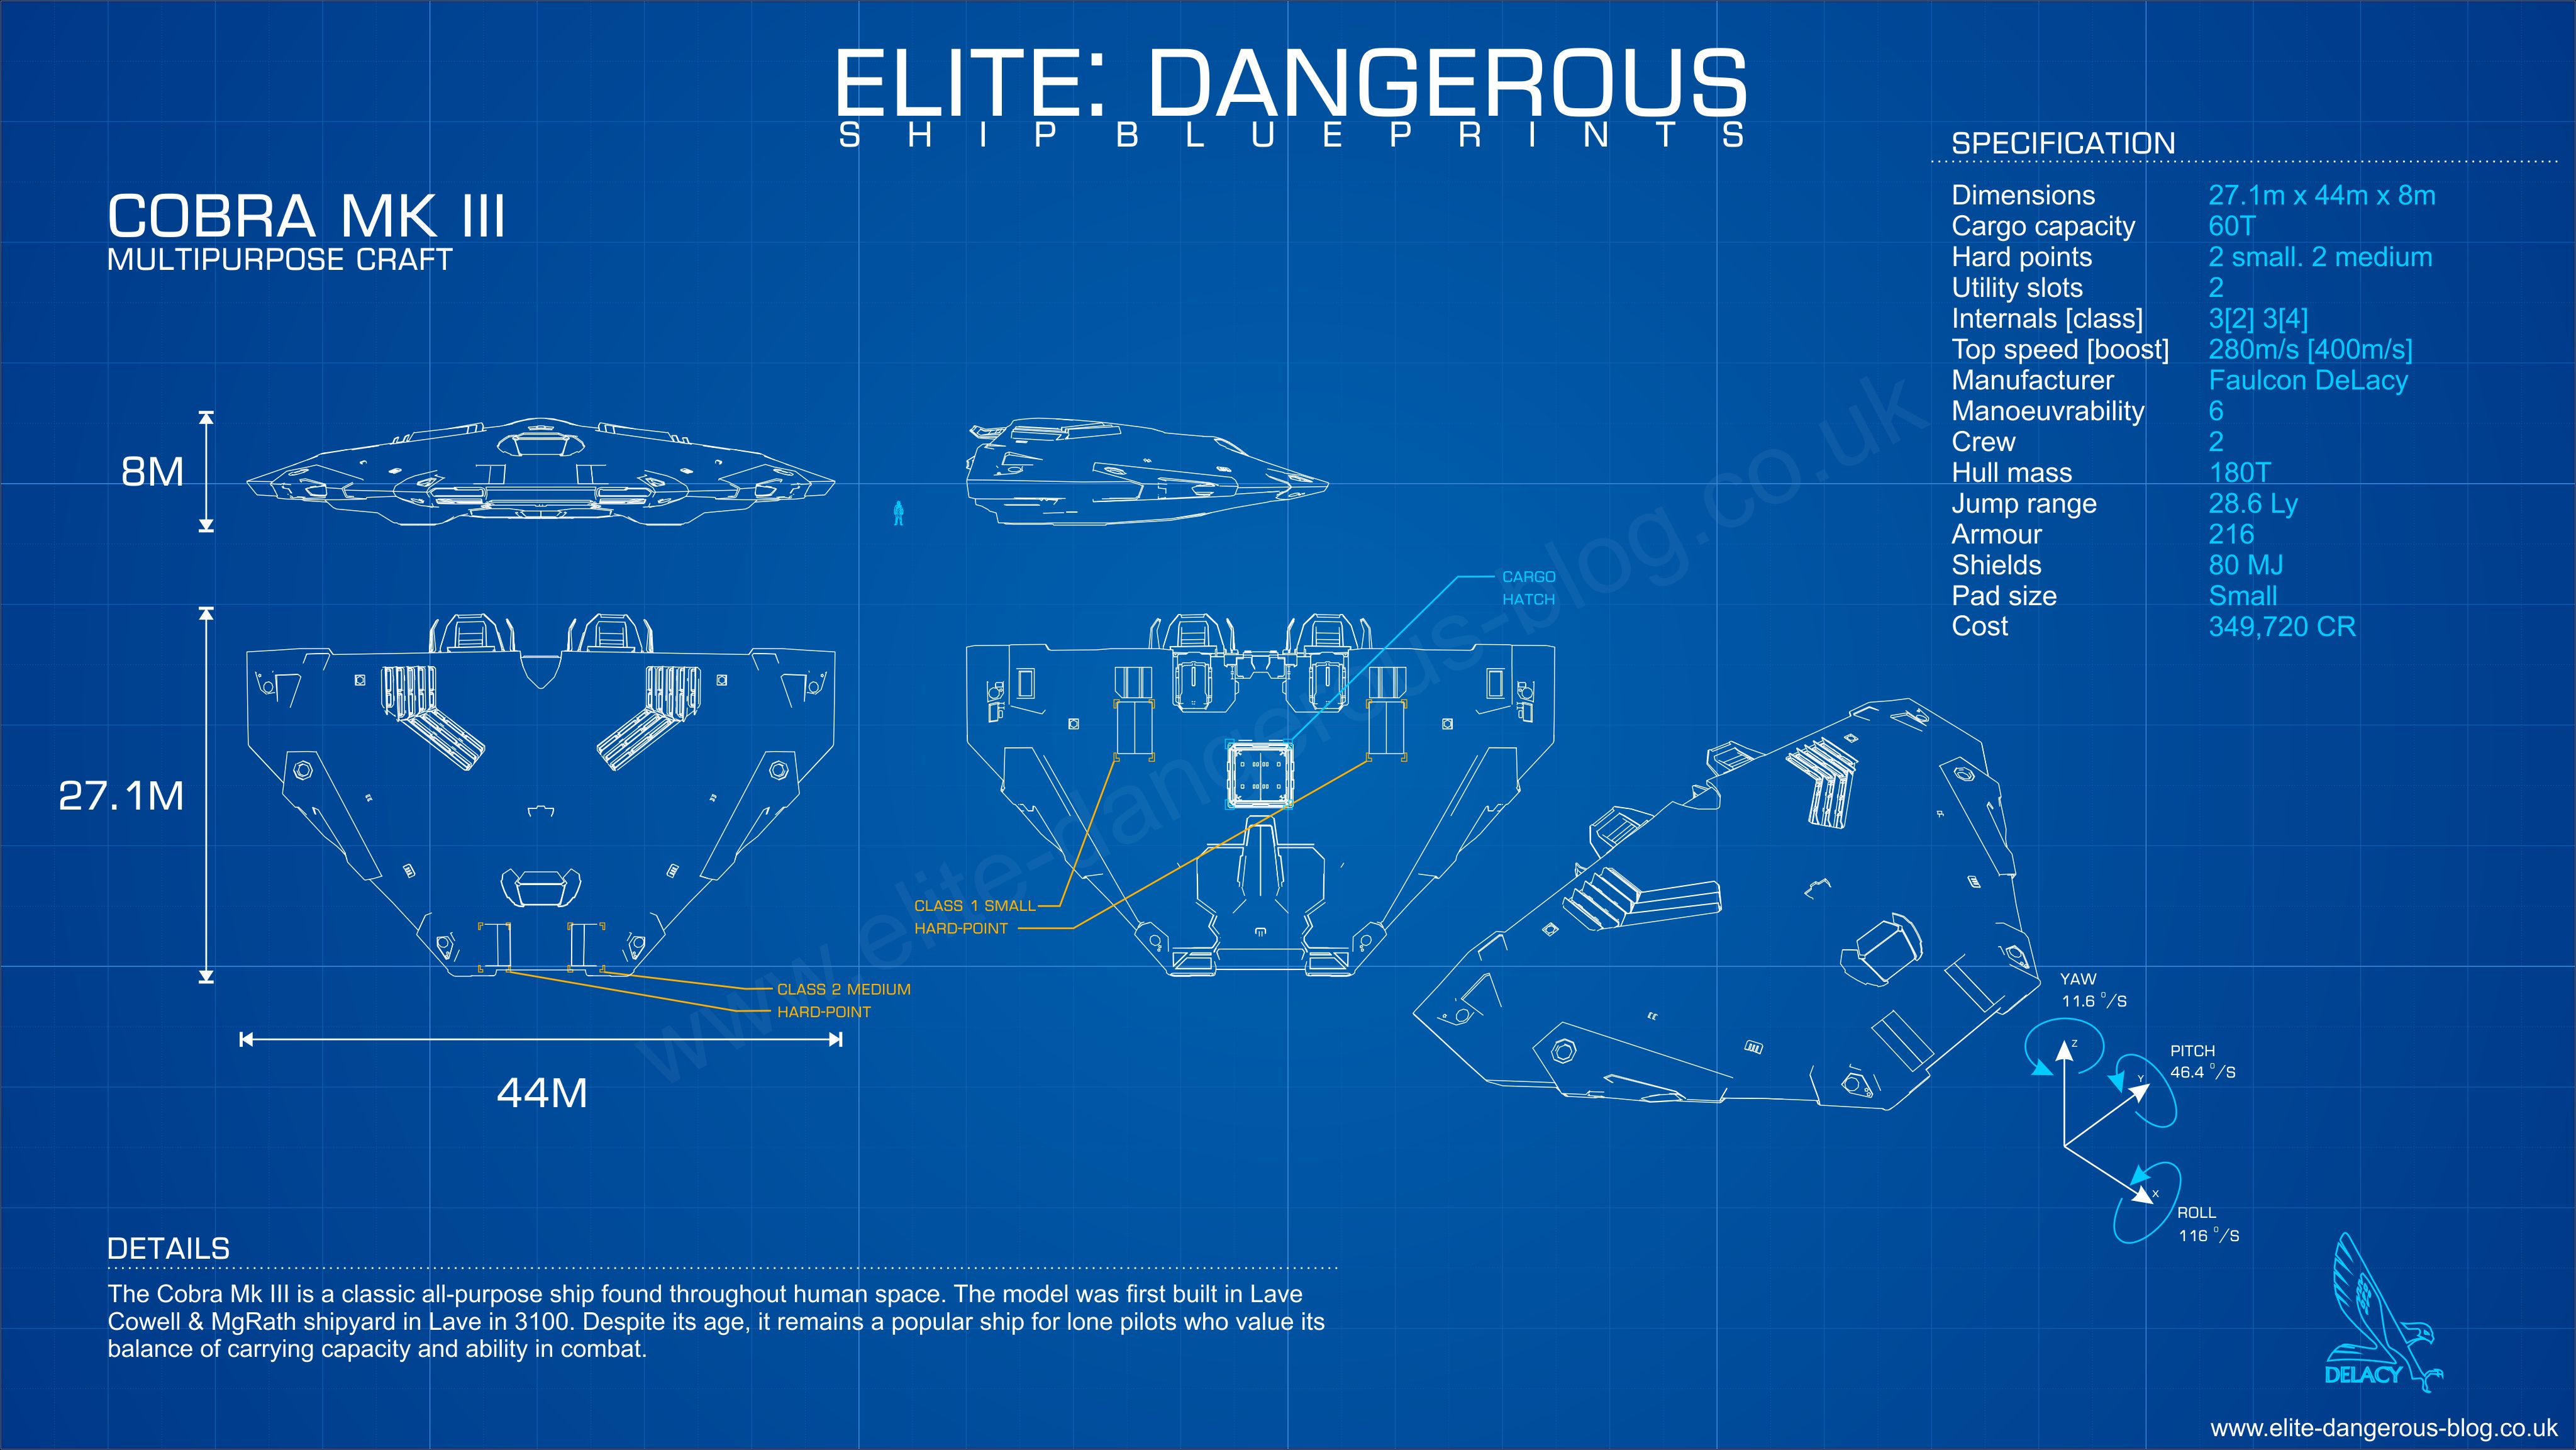 ELITE: DANGEROUS
SHIPBLUEPRINTS
COBRA MK III
MULTIPURPOSE CRAFT
SPECIFICATION
Dimensions 27.1m x 44m x 8m
Cargo capacity 60T
Hard points 2 small. 2 medium
Utility slots 2
Internals [class] 3[2] 3[4]
Top speed [boost] 280m/s [400m/s]
Manufacturer Faulcon DeLacy
Manoeuvrability 6
Crew 2
Hull mass 180T
Jump range 28.6 Ly
Armour 216
Shields 80 MJ
Pad size Small
Cost 349,720 CR
8M
27.1M
44M
CARGO
HATCH
CLASS 1 SMALL
HARD-POINT
CLASS 2 MEDIUM
HARD-POINT
www.elite-dangerous-blog.co.uk
YAW
11.6 °/S
Z
PITCH
46.4 °/S
Y
X
ROLL
116 °/S
DETAILS
The Cobra Mk III is a classic all-purpose ship found throughout human space. The model was first built in Lave
Cowell & MgRath shipyard in Lave in 3100. Despite its age, it remains a popular ship for lone pilots who value its
balance of carrying capacity and ability in combat.
DELACY
www.elite-dangerous-blog.co.uk